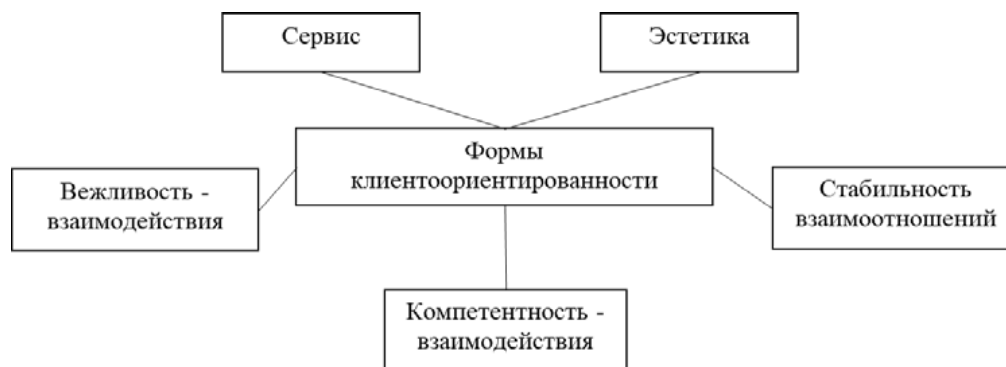 Сервис
Эстетика
Формы
клиентоориентированности
Вежливость -
взаимодействия
Стабильность
взаимоотношений
Компетентность -
взаимодействия